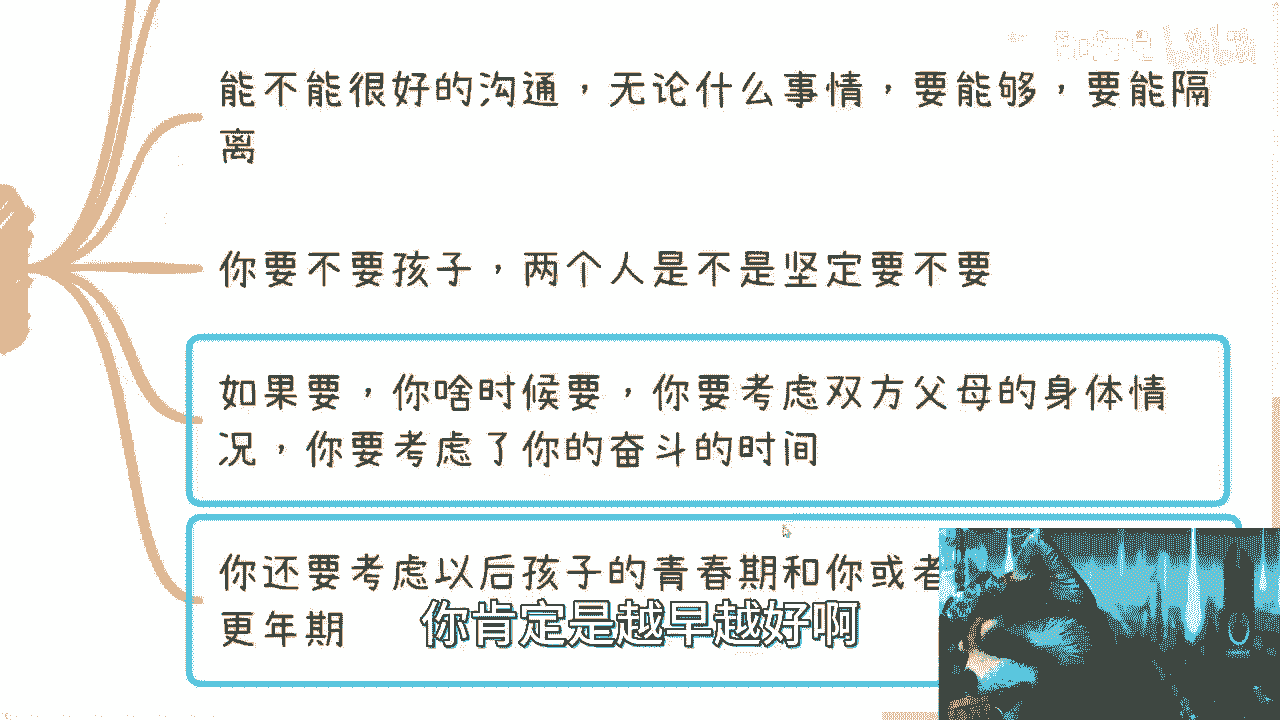 能不能很好的沟通，无论什么事情，要能够，要能隔
离
你要不要孩子，两个人是不是坚定要不要
如果要，你啥时候要，你要考虑双方父母的身体情
况，你要考虑了你的奋斗的时间
你还要考虑以后孩子的青春期和你或者
更年期
你肯定是越早越好啊